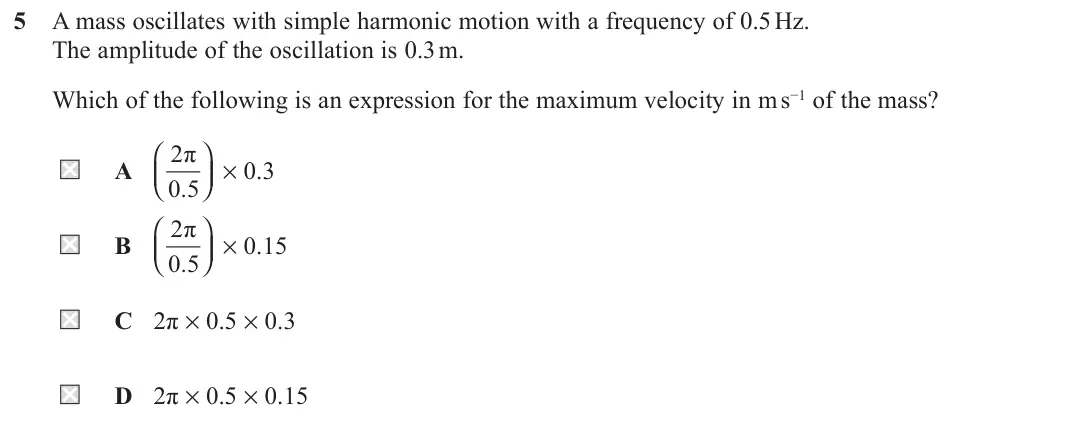 5 A mass oscillates with simple harmonic motion with a frequency of 0.5 Hz.
The amplitude of the oscillation is 0.3 m.
Which of the following is an expression for the maximum velocity in m s⁻¹ of the mass?
A (2π/0.5) × 0.3
B (2π/0.5) × 0.15
C 2π × 0.5 × 0.3
D 2π × 0.5 × 0.15